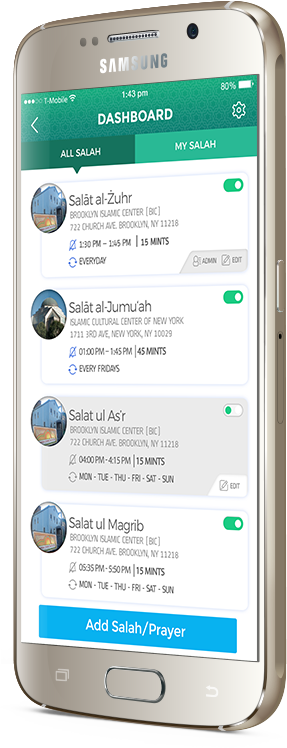 SAMSUNG
T-Mobile 1:43 pm 80%
DASHBOARD
ALL SALAH MY SALAH
Salāt al-Żuhr
BROOKLYN ISLAMIC CENTER [BIC]
722 CHURCH AVE. BROOKLYN, NY 11218
1:30 PM – 1:45 PM | 15 MINTS
EVERYDAY
ADMIN EDIT
Salāt al-Jumu'ah
ISLAMIC CULTURAL CENTER OF NEW YORK
1711 3RD AVE, NEW YORK, NY 10029
01:00 PM – 1:45 PM | 45 MINTS
EVERY FRIDAYS
Salat ul As'r
BROOKLYN ISLAMIC CENTER [BIC]
722 CHURCH AVE. BROOKLYN, NY 11218
04:00 PM - 4:15 PM | 15 MINTS
MON - TUE - THU - FRI - SAT - SUN
EDIT
Salat ul Magrib
BROOKLYN ISLAMIC CENTER [BIC]
722 CHURCH AVE. BROOKLYN, NY 11218
05:35 PM - 5:50 PM | 15 MINTS
MON - TUE - THU - FRI - SAT - SUN
Add Salah/Prayer